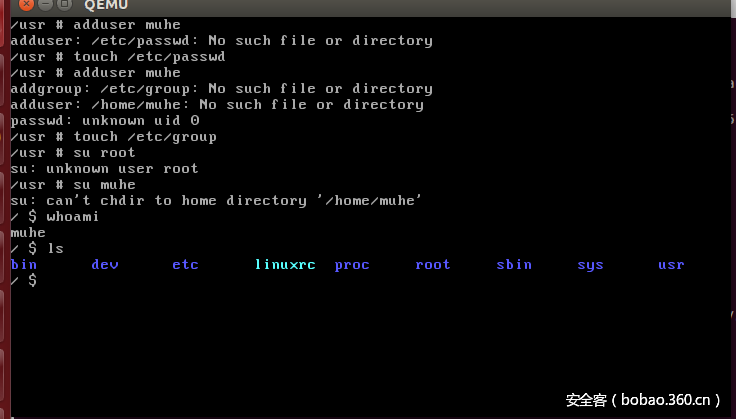 QEMU
/usr # adduser muhe
adduser: /etc/passwd: No such file or directory
/usr # touch /etc/passwd
/usr # adduser muhe
addgroup: /etc/group: No such file or directory
adduser: /home/muhe: No such file or directory
passwd: unknown uid 0
/usr # touch /etc/group
/usr # su root
su: unknown user root
/usr # su muhe
su: can't chdir to home directory '/home/muhe'
/ $ whoami
muhe
/ $ ls
bin dev etc linuxrc proc root sbin sys usr
/ $
安全客（bobao.360.cn）